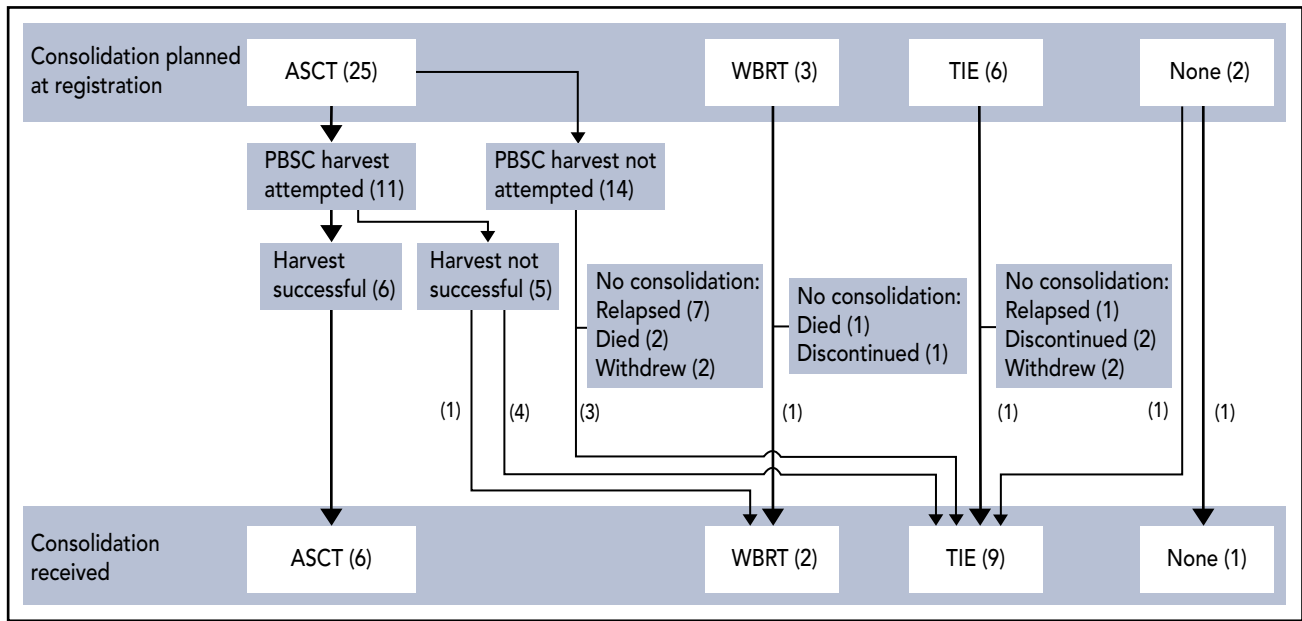 Consolidation planned
at registration
ASCT (25)
WBRT (3)
TIE (6)
None (2)
PBSC harvest
attempted (11)
PBSC harvest not
attempted (14)
Harvest
successful (6)
Harvest not
successful (5)
No consolidation:
Relapsed (7)
Died (2)
Withdrew (2)
No consolidation:
Died (1)
Discontinued (1)
No consolidation:
Relapsed (1)
Discontinued (2)
Withdrew (2)
(1)
(4)
(3)
(1)
(1)
(1)
(1)
Consolidation
received
ASCT (6)
WBRT (2)
TIE (9)
None (1)